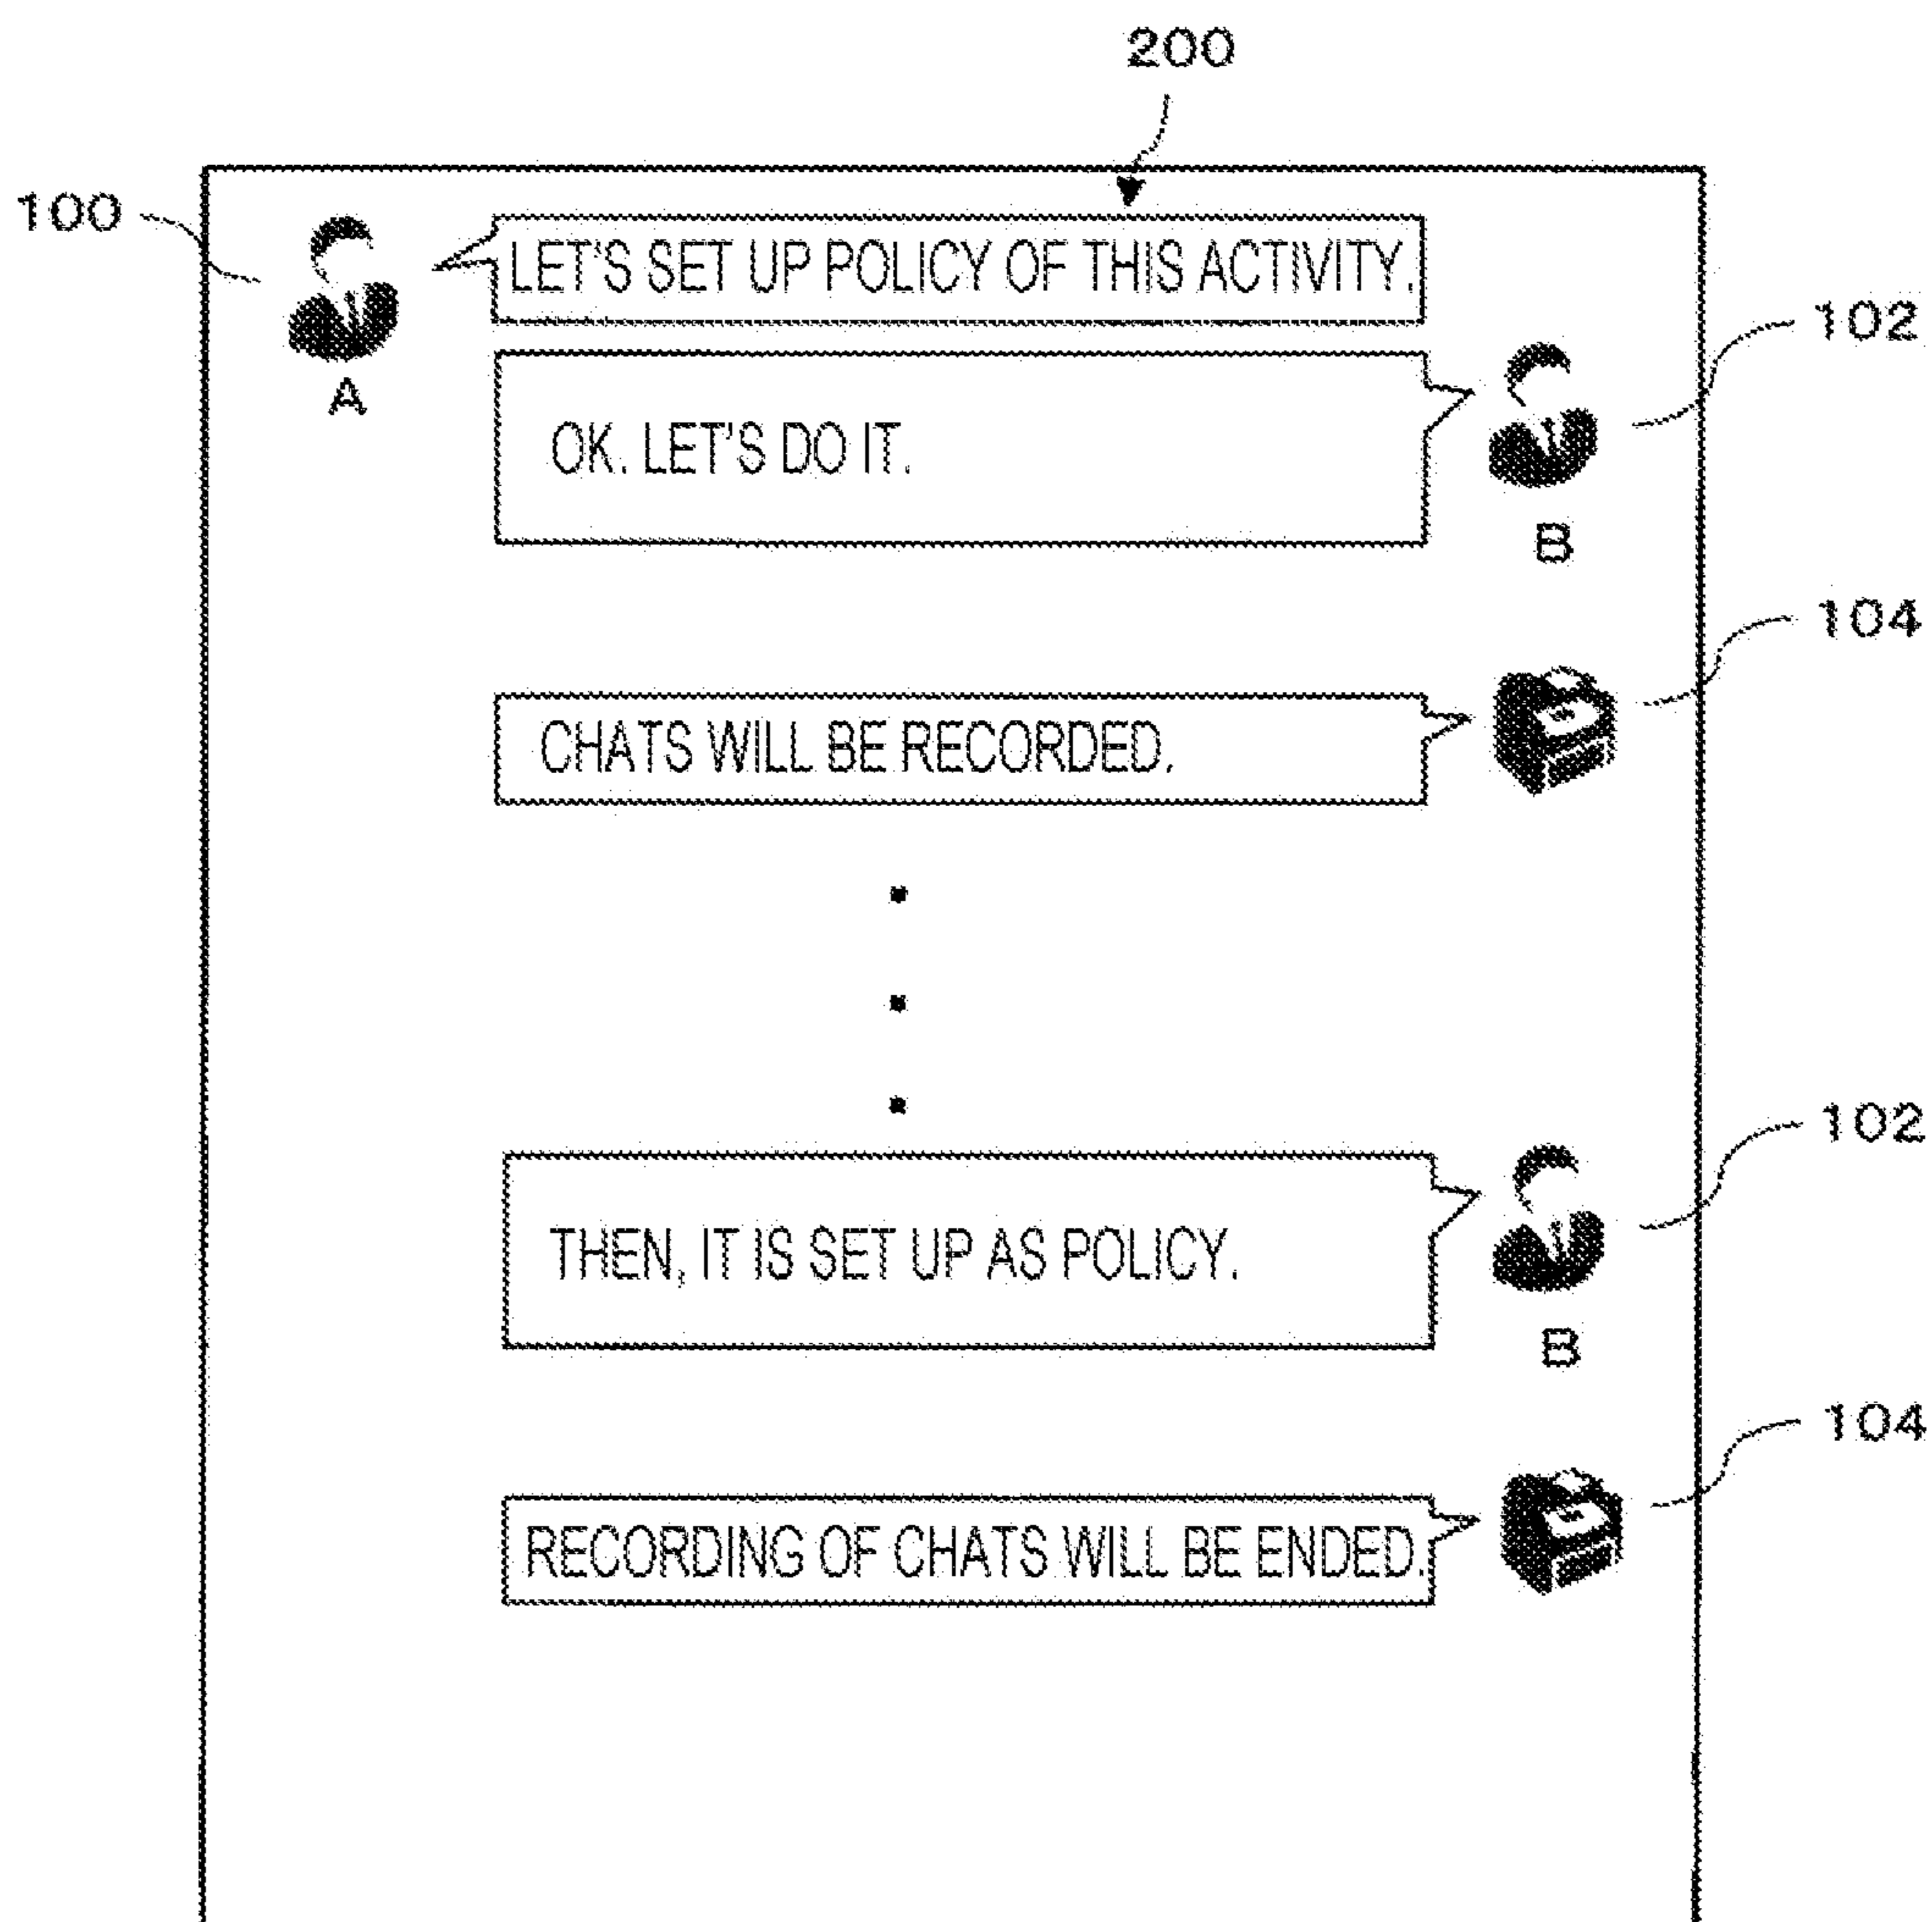 200
100
LET'S SET UP POLICY OF THIS ACTIVITY.
A
102
OK. LET'S DO IT.
B
104
CHATS WILL BE RECORDED.
102
THEN, IT IS SET UP AS POLICY.
B
104
RECORDING OF CHATS WILL BE ENDED.